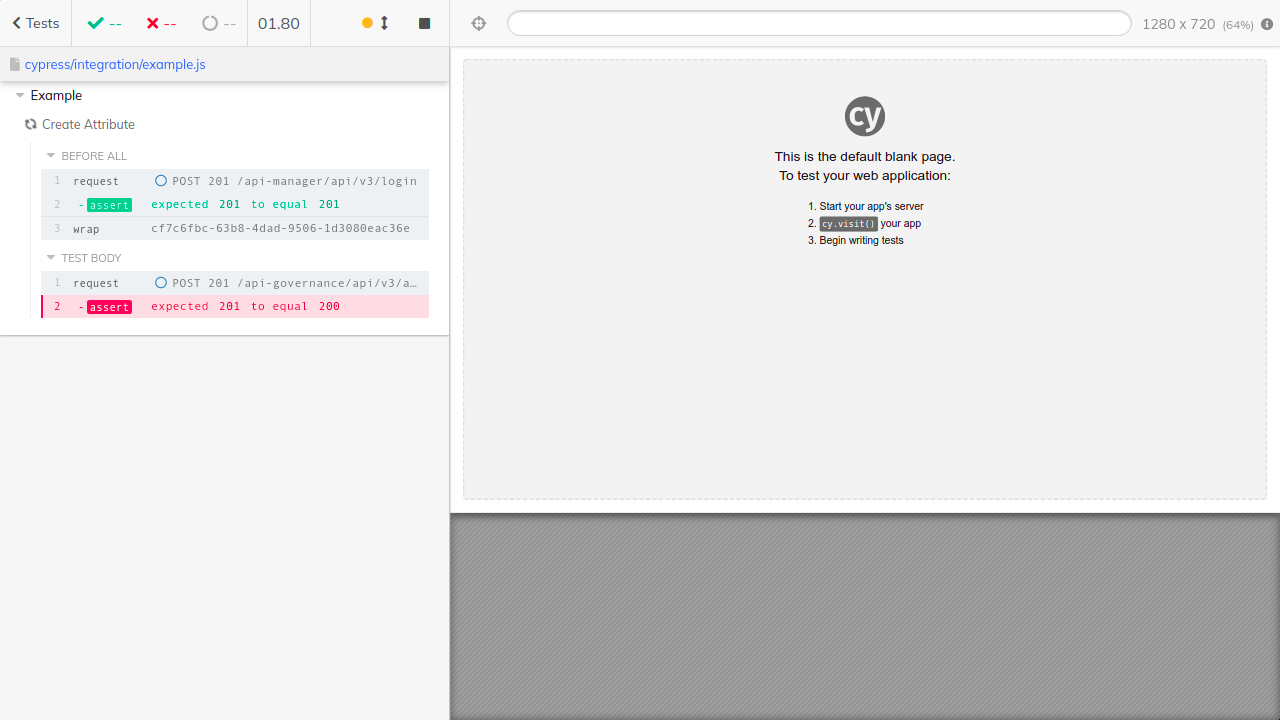 Tests -- -- -- 01.80 1280 x 720 (64%)
cypress/integration/example.js
Example
Create Attribute
BEFORE ALL
1 request POST 201 /api-manager/api/v3/login
2 - assert expected 201 to equal 201
3 wrap cf7c6fbc-63b8-4dad-9506-1d3080eac36e
TEST BODY
1 request POST 201 /api-governance/api/v3/a…
2 - assert expected 201 to equal 200
cy
This is the default blank page.
To test your web application:
1. Start your app's server
2. cy.visit() your app
3. Begin writing tests